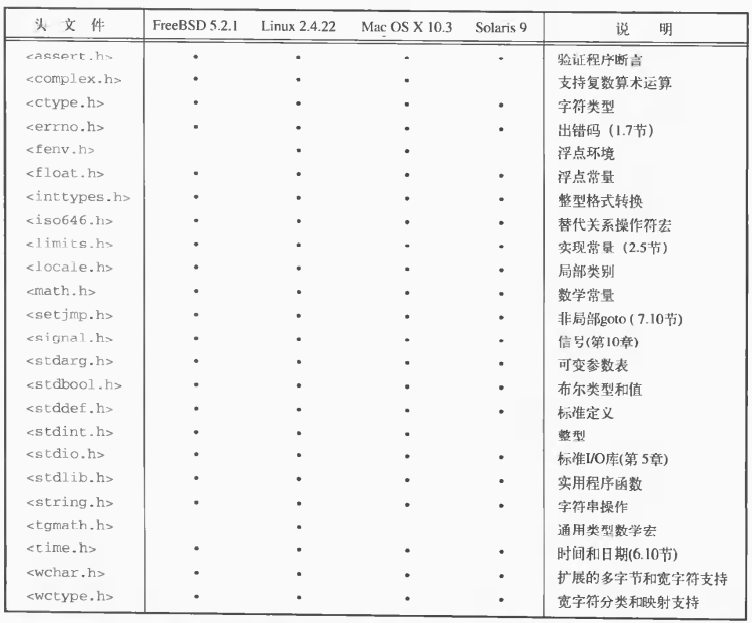 头 文 件 FreeBSD 5.2.1 Linux 2.4.22 Mac OS X 10.3 Solaris 9 说 明
<assert.h> • • • • 验证程序断言
<complex.h> • • • 支持复数算术运算
<ctype.h> • • • • 字符类型
<errno.h> • • • • 出错码（1.7节）
<fenv.h> • • 浮点环境
<float.h> • • • • 浮点常量
<inttypes.h> • • • • 整型格式转换
<iso646.h> • • • • 替代关系操作符宏
<limits.h> • • • • 实现常量（2.5节）
<locale.h> • • • • 局部类别
<math.h> • • • • 数学常量
<setjmp.h> • • • • 非局部goto（7.10节）
<signal.h> • • • • 信号(第10章)
<stdarg.h> • • • • 可变参数表
<stdbool.h> • • • • 布尔类型和值
<stddef.h> • • • • 标准定义
<stdint.h> • • • 整型
<stdio.h> • • • • 标准I/O库(第 5章)
<stdlib.h> • • • • 实用程序函数
<string.h> • • • • 字符串操作
<tgmath.h> • 通用类型数学宏
<time.h> • • • • 时间和日期(6.10节)
<wchar.h> • • • • 扩展的多字节和宽字符支持
<wctype.h> • • • • 宽字符分类和映射支持